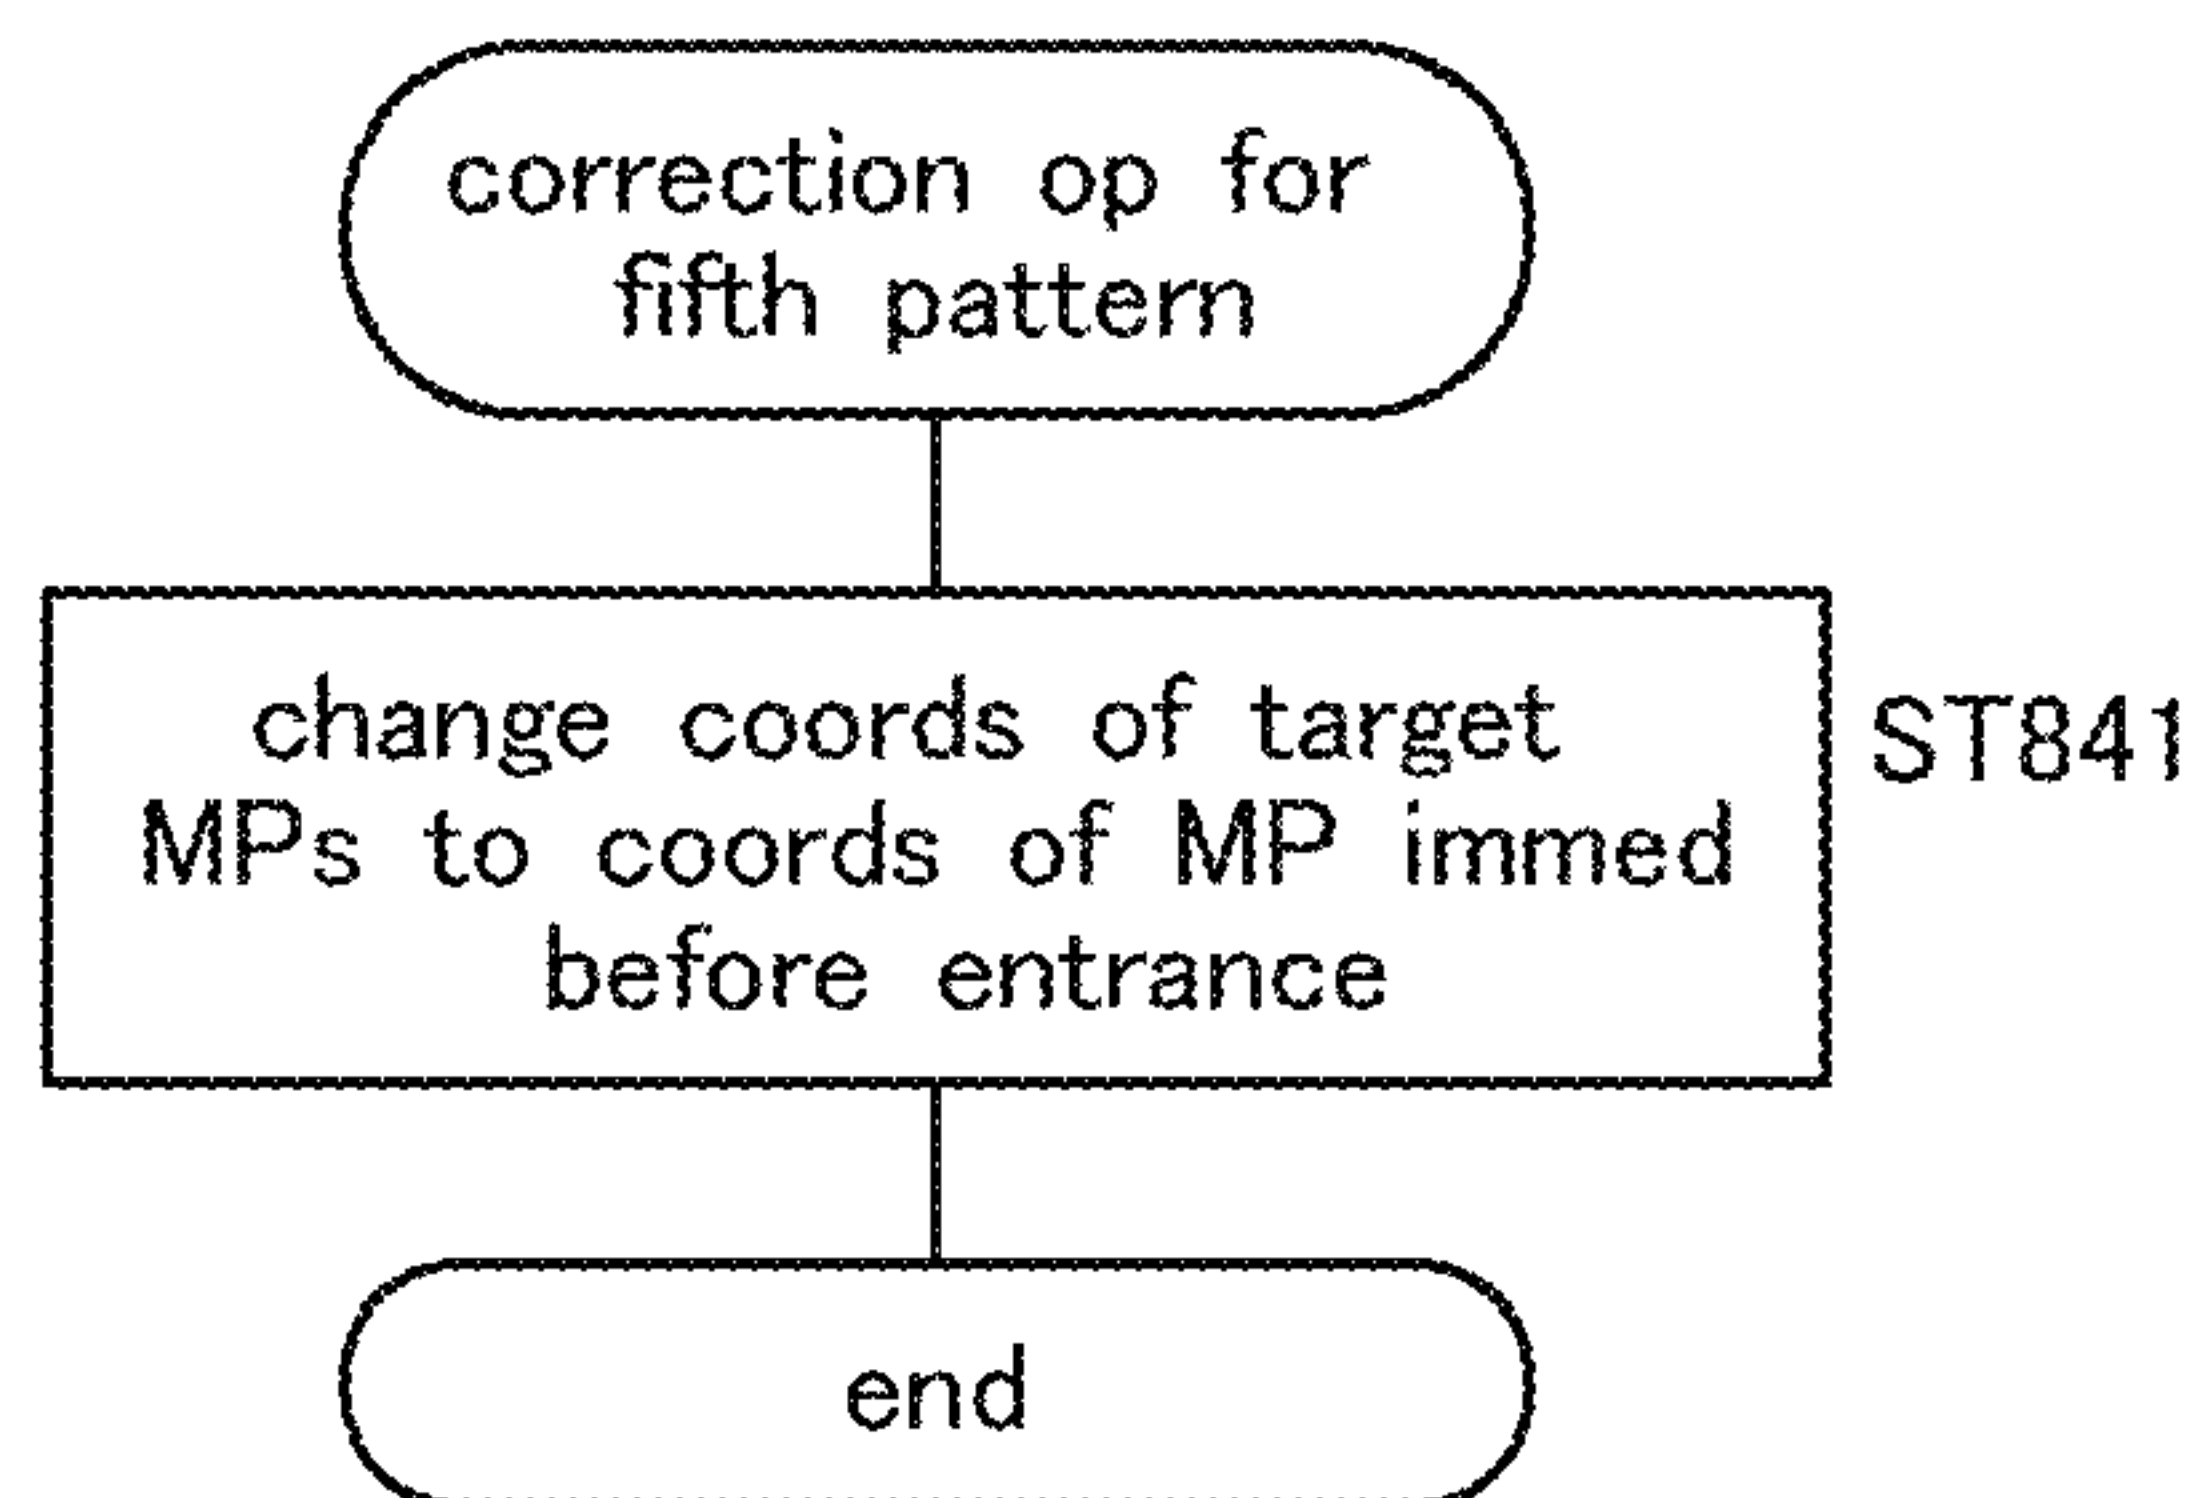 correction op for
fifth pattern
change coords of target
MPs to coords of MP immed
before entrance
ST841
end